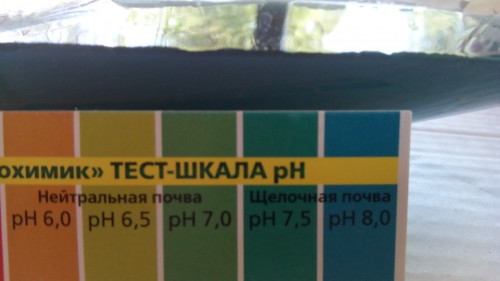 охимик» ТЕСТ-ШКАЛА pH
Нейтральная почва Щелочная почва
pH 6,0 pH 6,5 pH 7,0 pH 7,5 pH 8,0